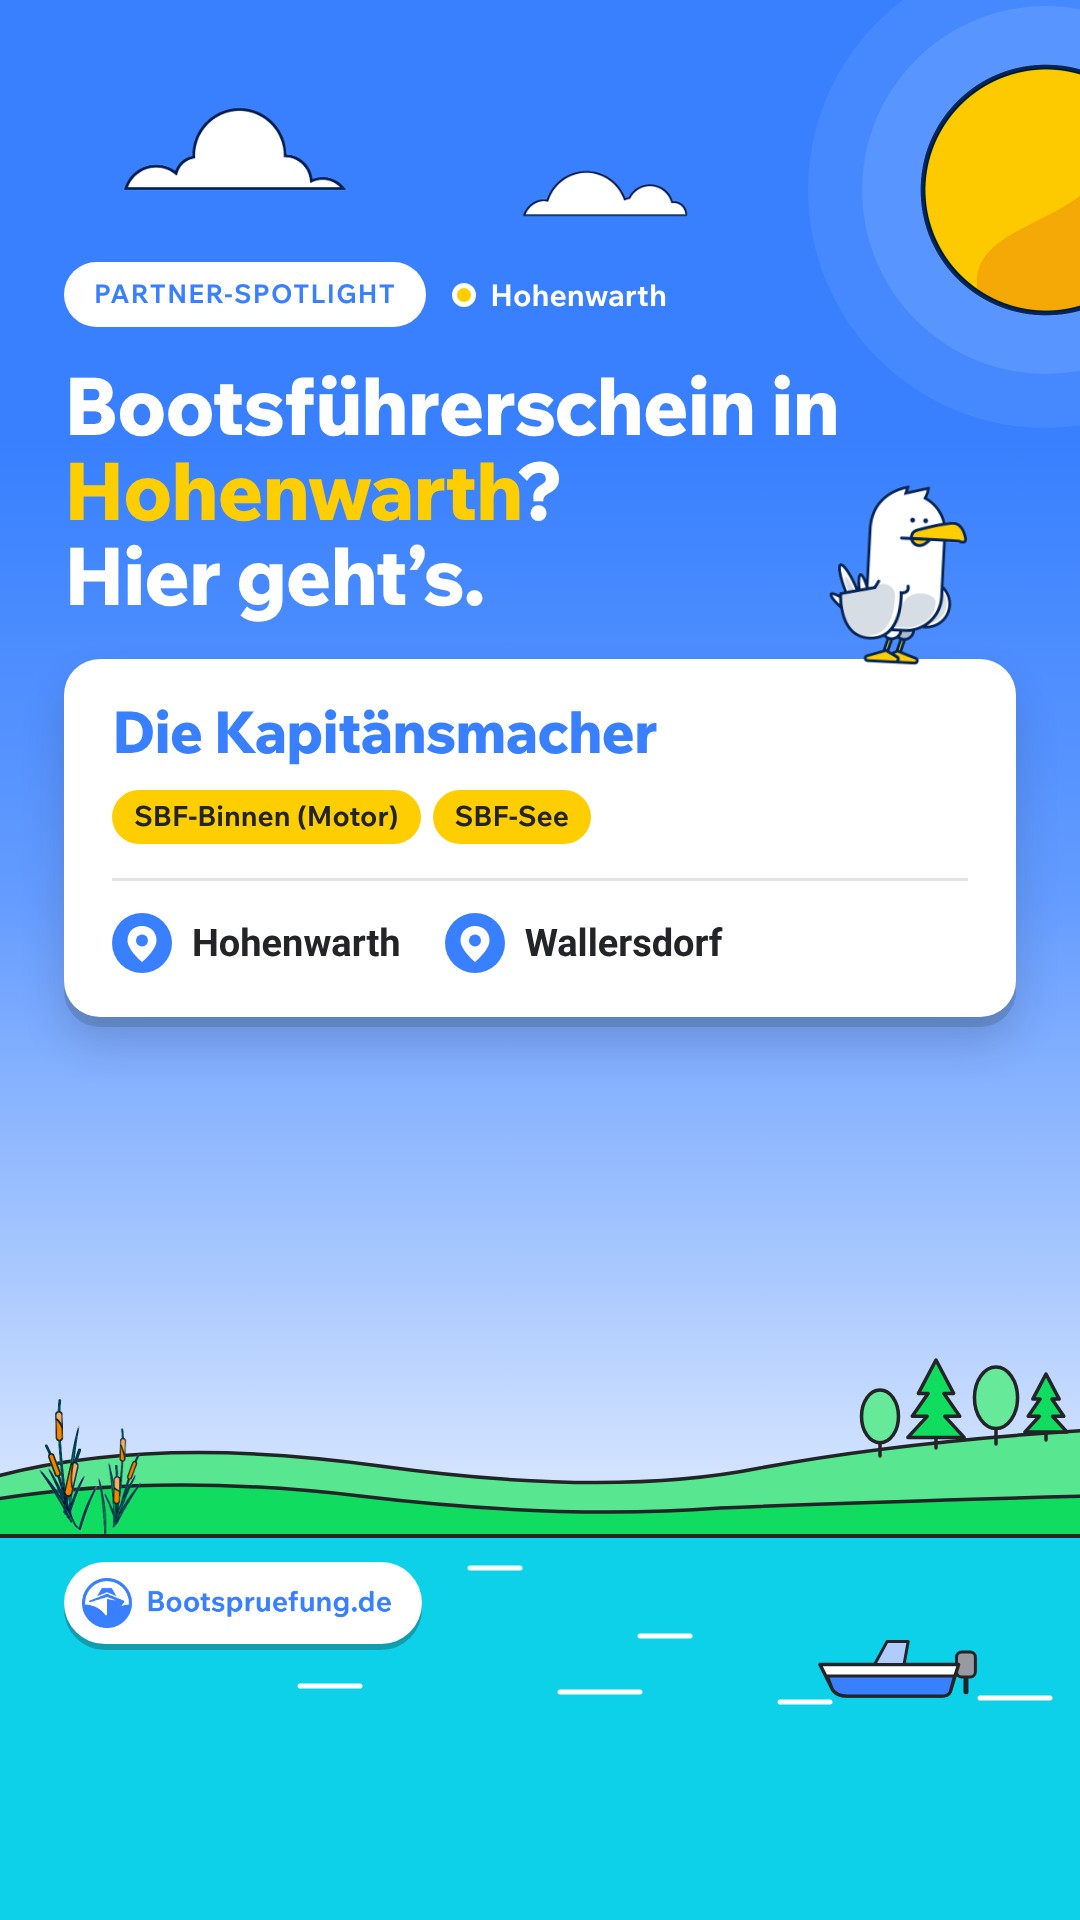 PARTNER-SPOTLIGHT
Hohenwarth
Bootsführerschein in
Hohenwarth?
Hier geht’s.
Die Kapitänsmacher
SBF-Binnen (Motor)
SBF-See
Hohenwarth
Wallersdorf
Bootspruefung.de